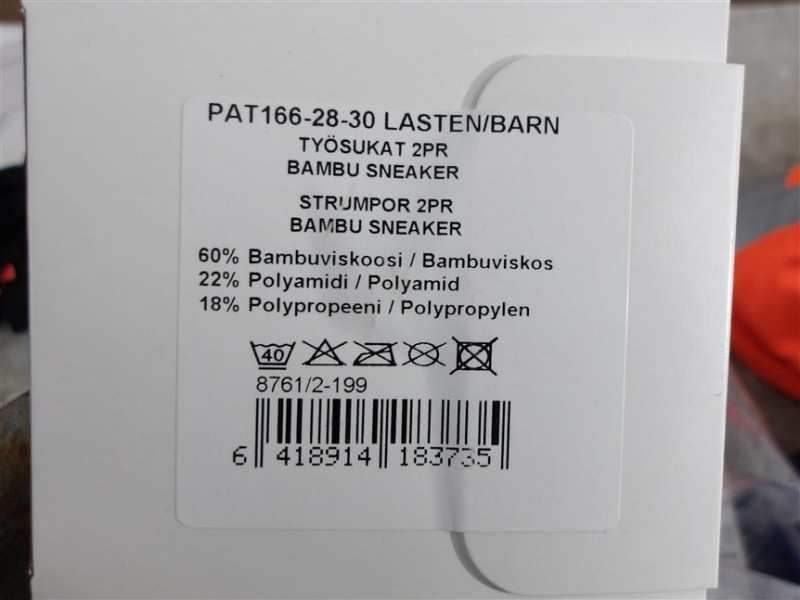 PAT166-28-30 LASTEN/BARN
TYÖSUKAT 2PR
BAMBU SNEAKER
STRUMPOR 2PR
BAMBU SNEAKER
60% Bambuviskoosi / Bambuviskos
22% Polyamidi / Polyamid
18% Polypropeeni / Polypropylen
40
8761/2-199
6 418914 183735